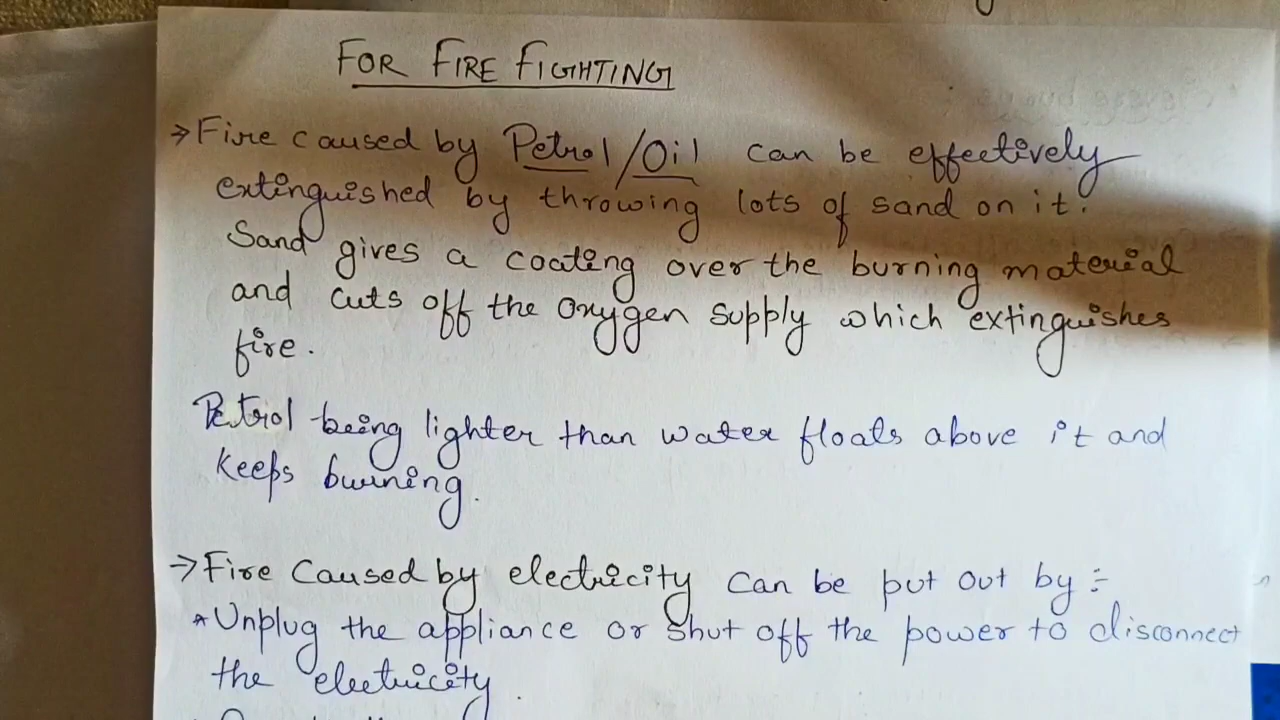 FOR FIRE FIGHTING
→ Fire caused by Petrol/Oil can be effectively
extinguished by throwing lots of sand on it.
Sand gives a coating over the burning material
and cuts off the oxygen supply which extinguishes
fire.
Petrol being lighter than water floats above it and
keeps burning.
→ Fire Caused by electricity can be put out by :-
* Unplug the appliance or shut off the power to disconnect
the electricity.